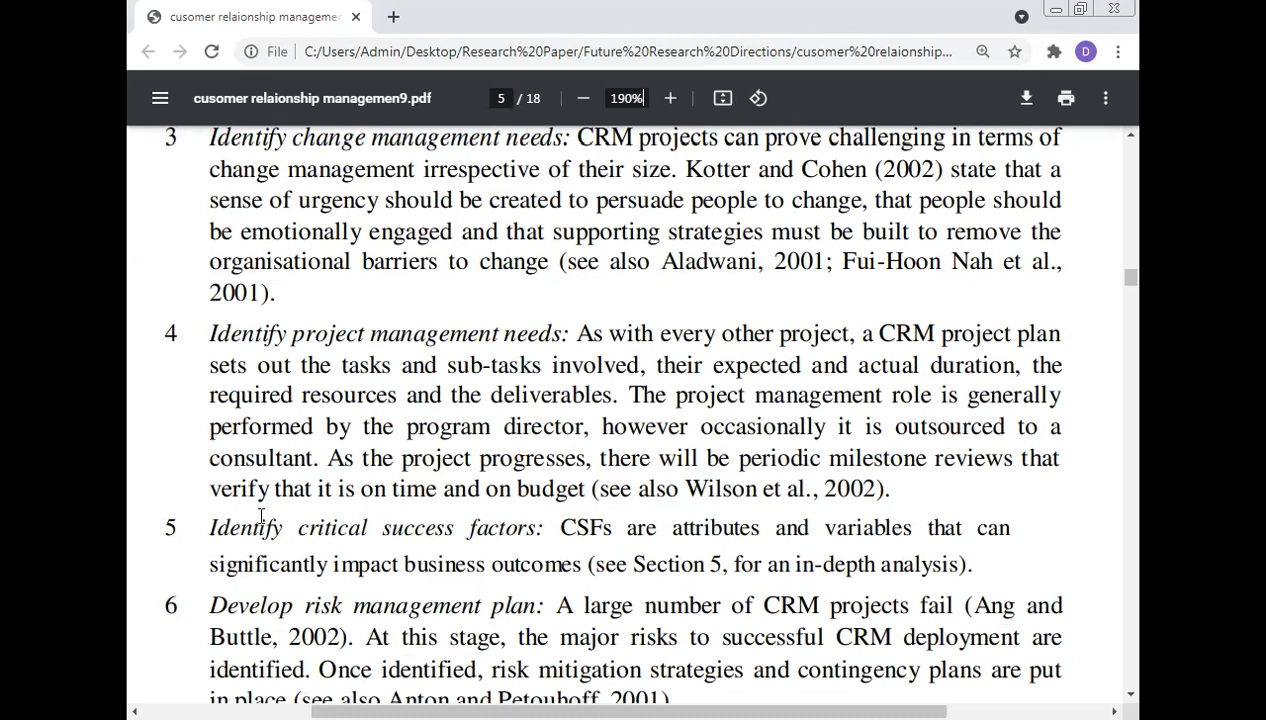 cusomer relaionship managemen
File C:/Users/Admin/Desktop/Research%20Paper/Future%20Research%20Directions/cusomer%20relaionship...
D
cusomer relaionship managemen9.pdf 5 / 18 190%
3 Identify change management needs: CRM projects can prove challenging in terms of
change management irrespective of their size. Kotter and Cohen (2002) state that a
sense of urgency should be created to persuade people to change, that people should
be emotionally engaged and that supporting strategies must be built to remove the
organisational barriers to change (see also Aladwani, 2001; Fui-Hoon Nah et al.,
2001).
4 Identify project management needs: As with every other project, a CRM project plan
sets out the tasks and sub-tasks involved, their expected and actual duration, the
required resources and the deliverables. The project management role is generally
performed by the program director, however occasionally it is outsourced to a
consultant. As the project progresses, there will be periodic milestone reviews that
verify that it is on time and on budget (see also Wilson et al., 2002).
5 Identify critical success factors: CSFs are attributes and variables that can
significantly impact business outcomes (see Section 5, for an in-depth analysis).
6 Develop risk management plan: A large number of CRM projects fail (Ang and
Buttle, 2002). At this stage, the major risks to successful CRM deployment are
identified. Once identified, risk mitigation strategies and contingency plans are put
in place (see also Anton and Petouhoff, 2001).